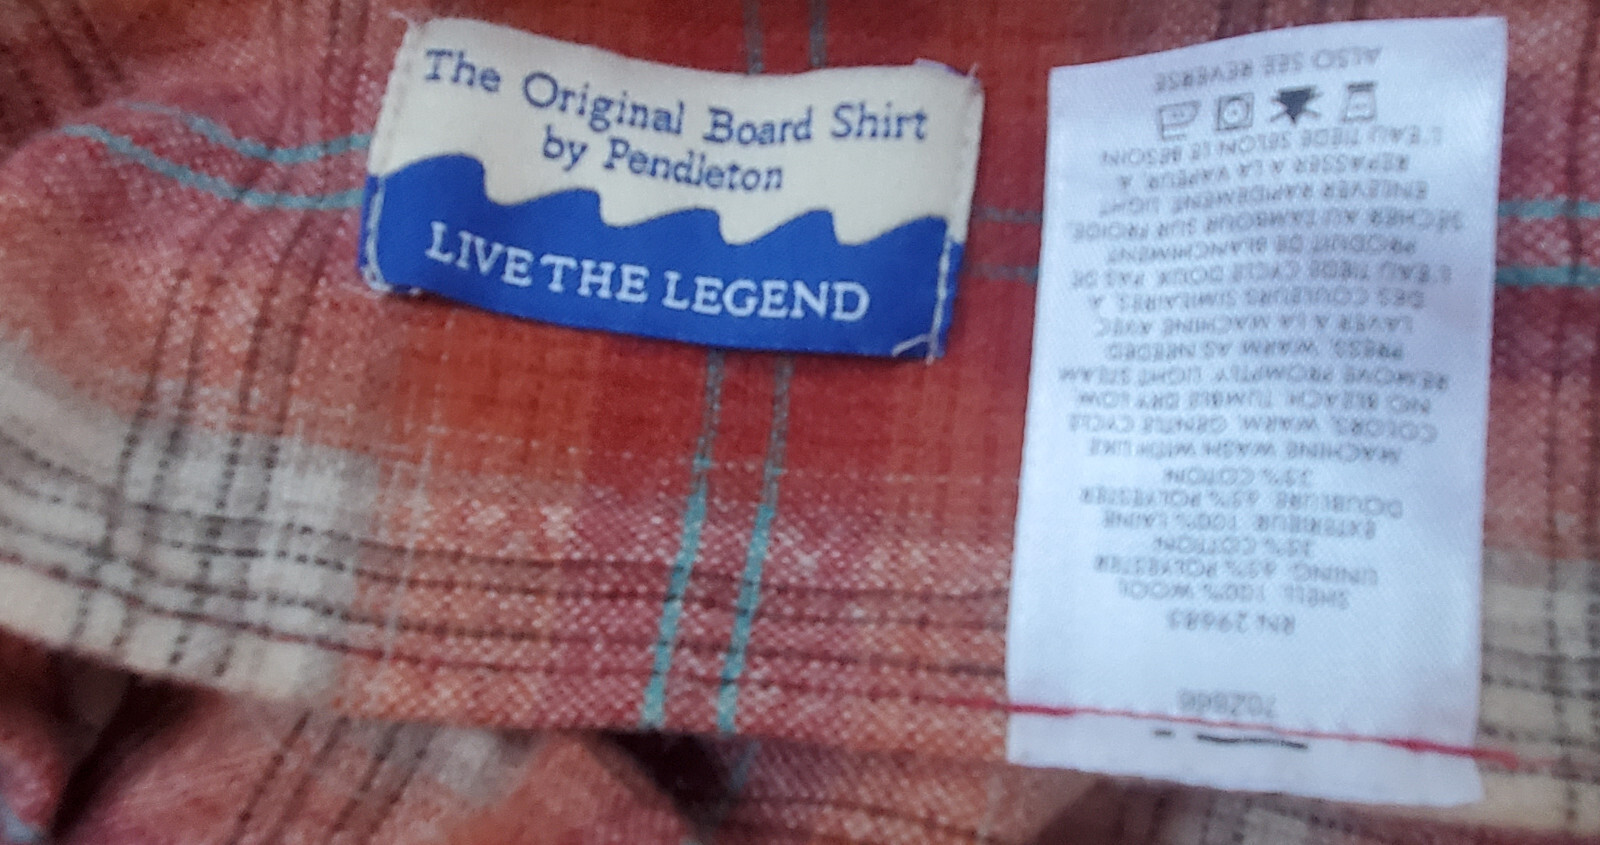 The Original Board Shirt
by Pendleton
LIVE THE LEGEND
RN 29685
SHELL 100% WOOL
LINING 65% POLYESTER
35% COTTON
EXTERIEUR 100% LAINE
DOUBLURE 65% POLYESTER
35% COTON
MACHINE WASH WITH LIKE
COLORS, WARM, GENTLE CYCLE
NO BLEACH, TUMBLE DRY LOW
REMOVE PROMPTLY LIGHT STEAM
PRESS, WARM AS NEEDED
LAVER A LA MACHINE AVEC
DES COULEURS SIMILAIRES, A
L'EAU TIEDE CYCLE DOUX, PAS DE
PRODUIT DE BLANCHIMENT
SECHER AU TAMBOUR SUR FROIDE,
ENLEVER RAPIDEMENT LIGHT
REPASSER A LA VAPEUR, A
L'EAU TIEDE SELON LE BESOIN
ALSO SEE REVERSE